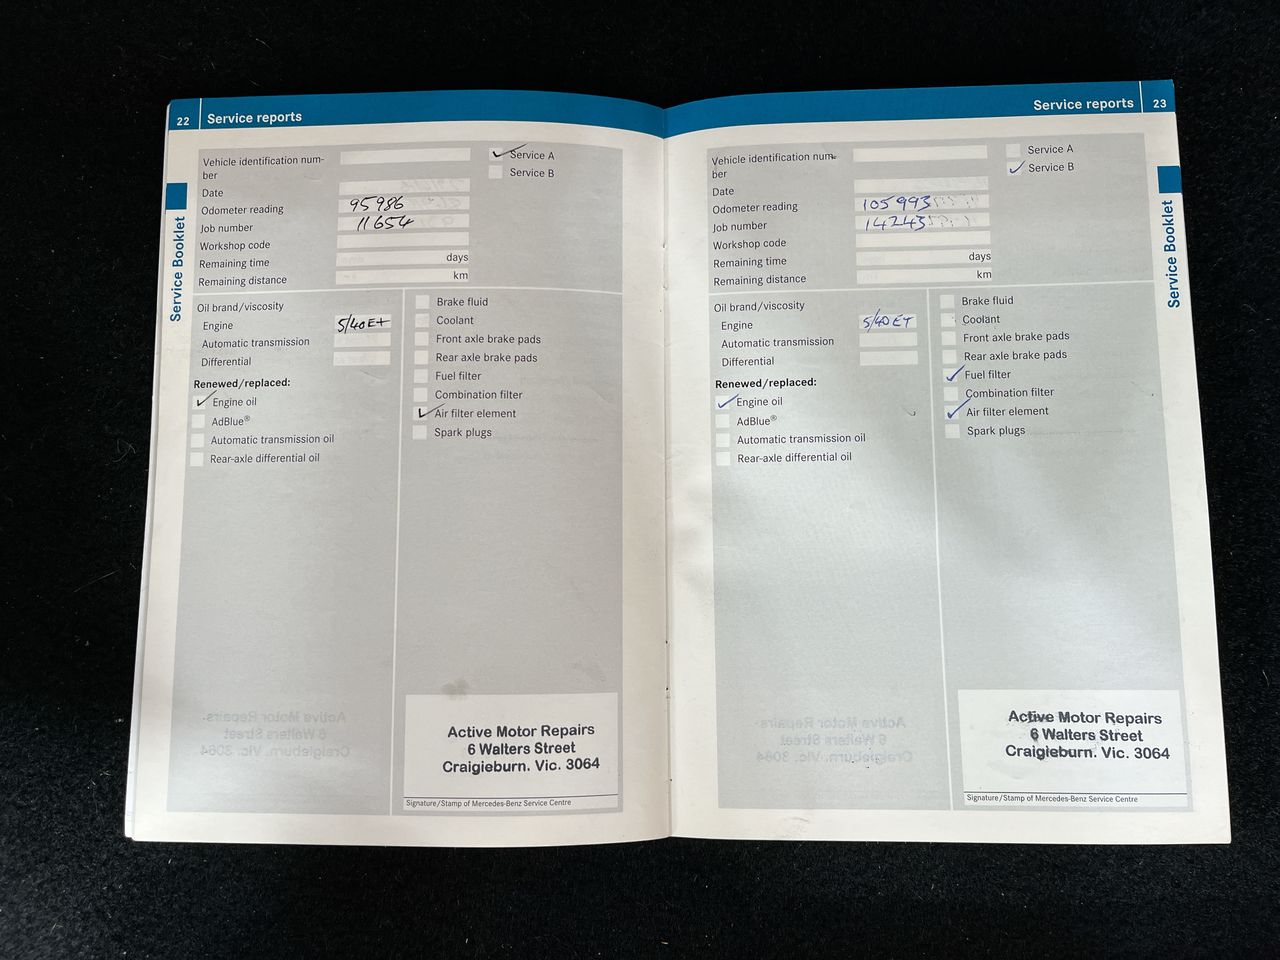 22 Service reports
Vehicle identification num-
ber
Service A
Service B
Date
Odometer reading 95986
Job number 11654
Workshop code
Remaining time days
Remaining distance km
Oil brand/viscosity
Engine 5/40 E+
Automatic transmission
Differential
Renewed/replaced:
Engine oil
AdBlue®
Automatic transmission oil
Rear-axle differential oil
Brake fluid
Coolant
Front axle brake pads
Rear axle brake pads
Fuel filter
Combination filter
Air filter element
Spark plugs
Active Motor Repairs
6 Walters Street
Craigieburn. Vic. 3064
Signature/Stamp of Mercedes-Benz Service Centre
Service Booklet
Service reports 23
Vehicle identification num-
ber
Service A
Service B
Date
Odometer reading 105993
Job number 14243
Workshop code
Remaining time days
Remaining distance km
Oil brand/viscosity
Engine 5/40 ET
Automatic transmission
Differential
Renewed/replaced:
Engine oil
AdBlue®
Automatic transmission oil
Rear-axle differential oil
Brake fluid
Coolant
Front axle brake pads
Rear axle brake pads
Fuel filter
Combination filter
Air filter element
Spark plugs
Active Motor Repairs
6 Walters Street
Craigieburn. Vic. 3064
Signature/Stamp of Mercedes-Benz Service Centre
Service Booklet